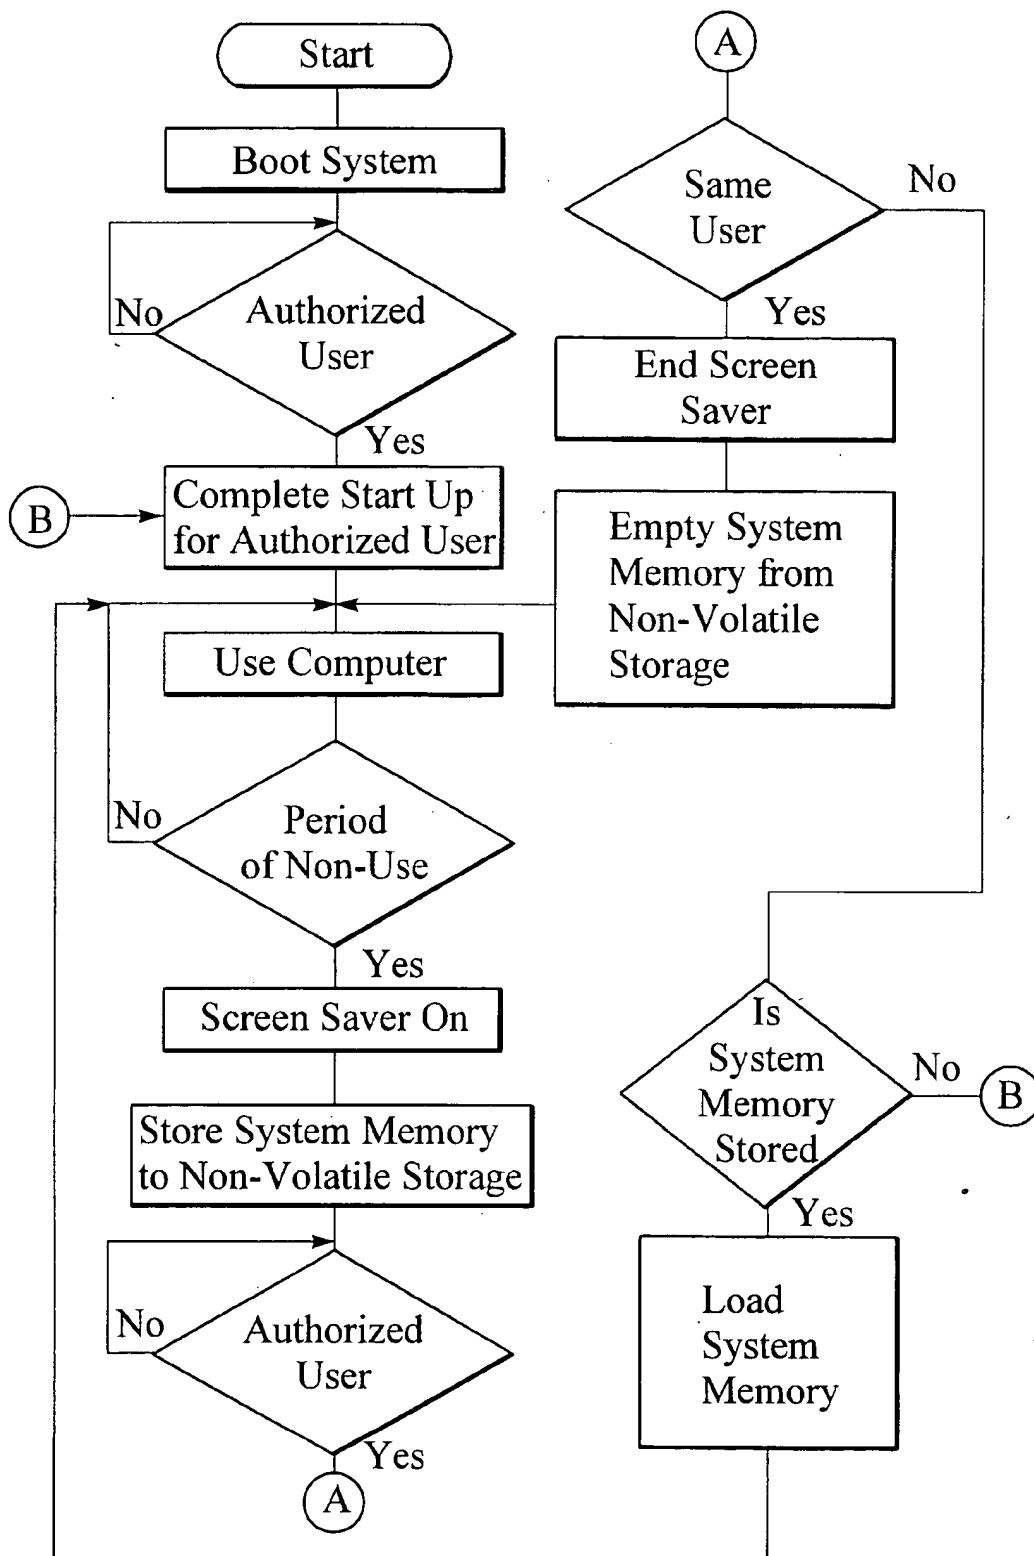 Start
Boot System
No
Authorized
User
Yes
B
Complete Start Up
for Authorized User
Use Computer
No
Period
of Non-Use
Yes
Screen Saver On
Store System Memory
to Non-Volatile Storage
No
Authorized
User
Yes
A
A
Same
User
No
Yes
End Screen
Saver
Empty System
Memory from
Non-Volatile
Storage
Is
System
Memory
Stored
No
B
Yes
Load
System
Memory